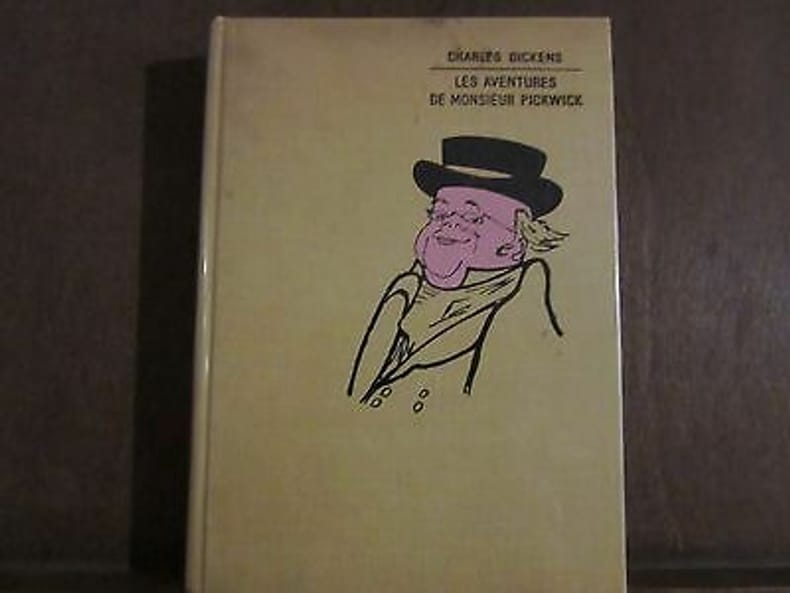 CHARLES DICKENS
LES AVENTURES
DE MONSIEUR PICKWICK